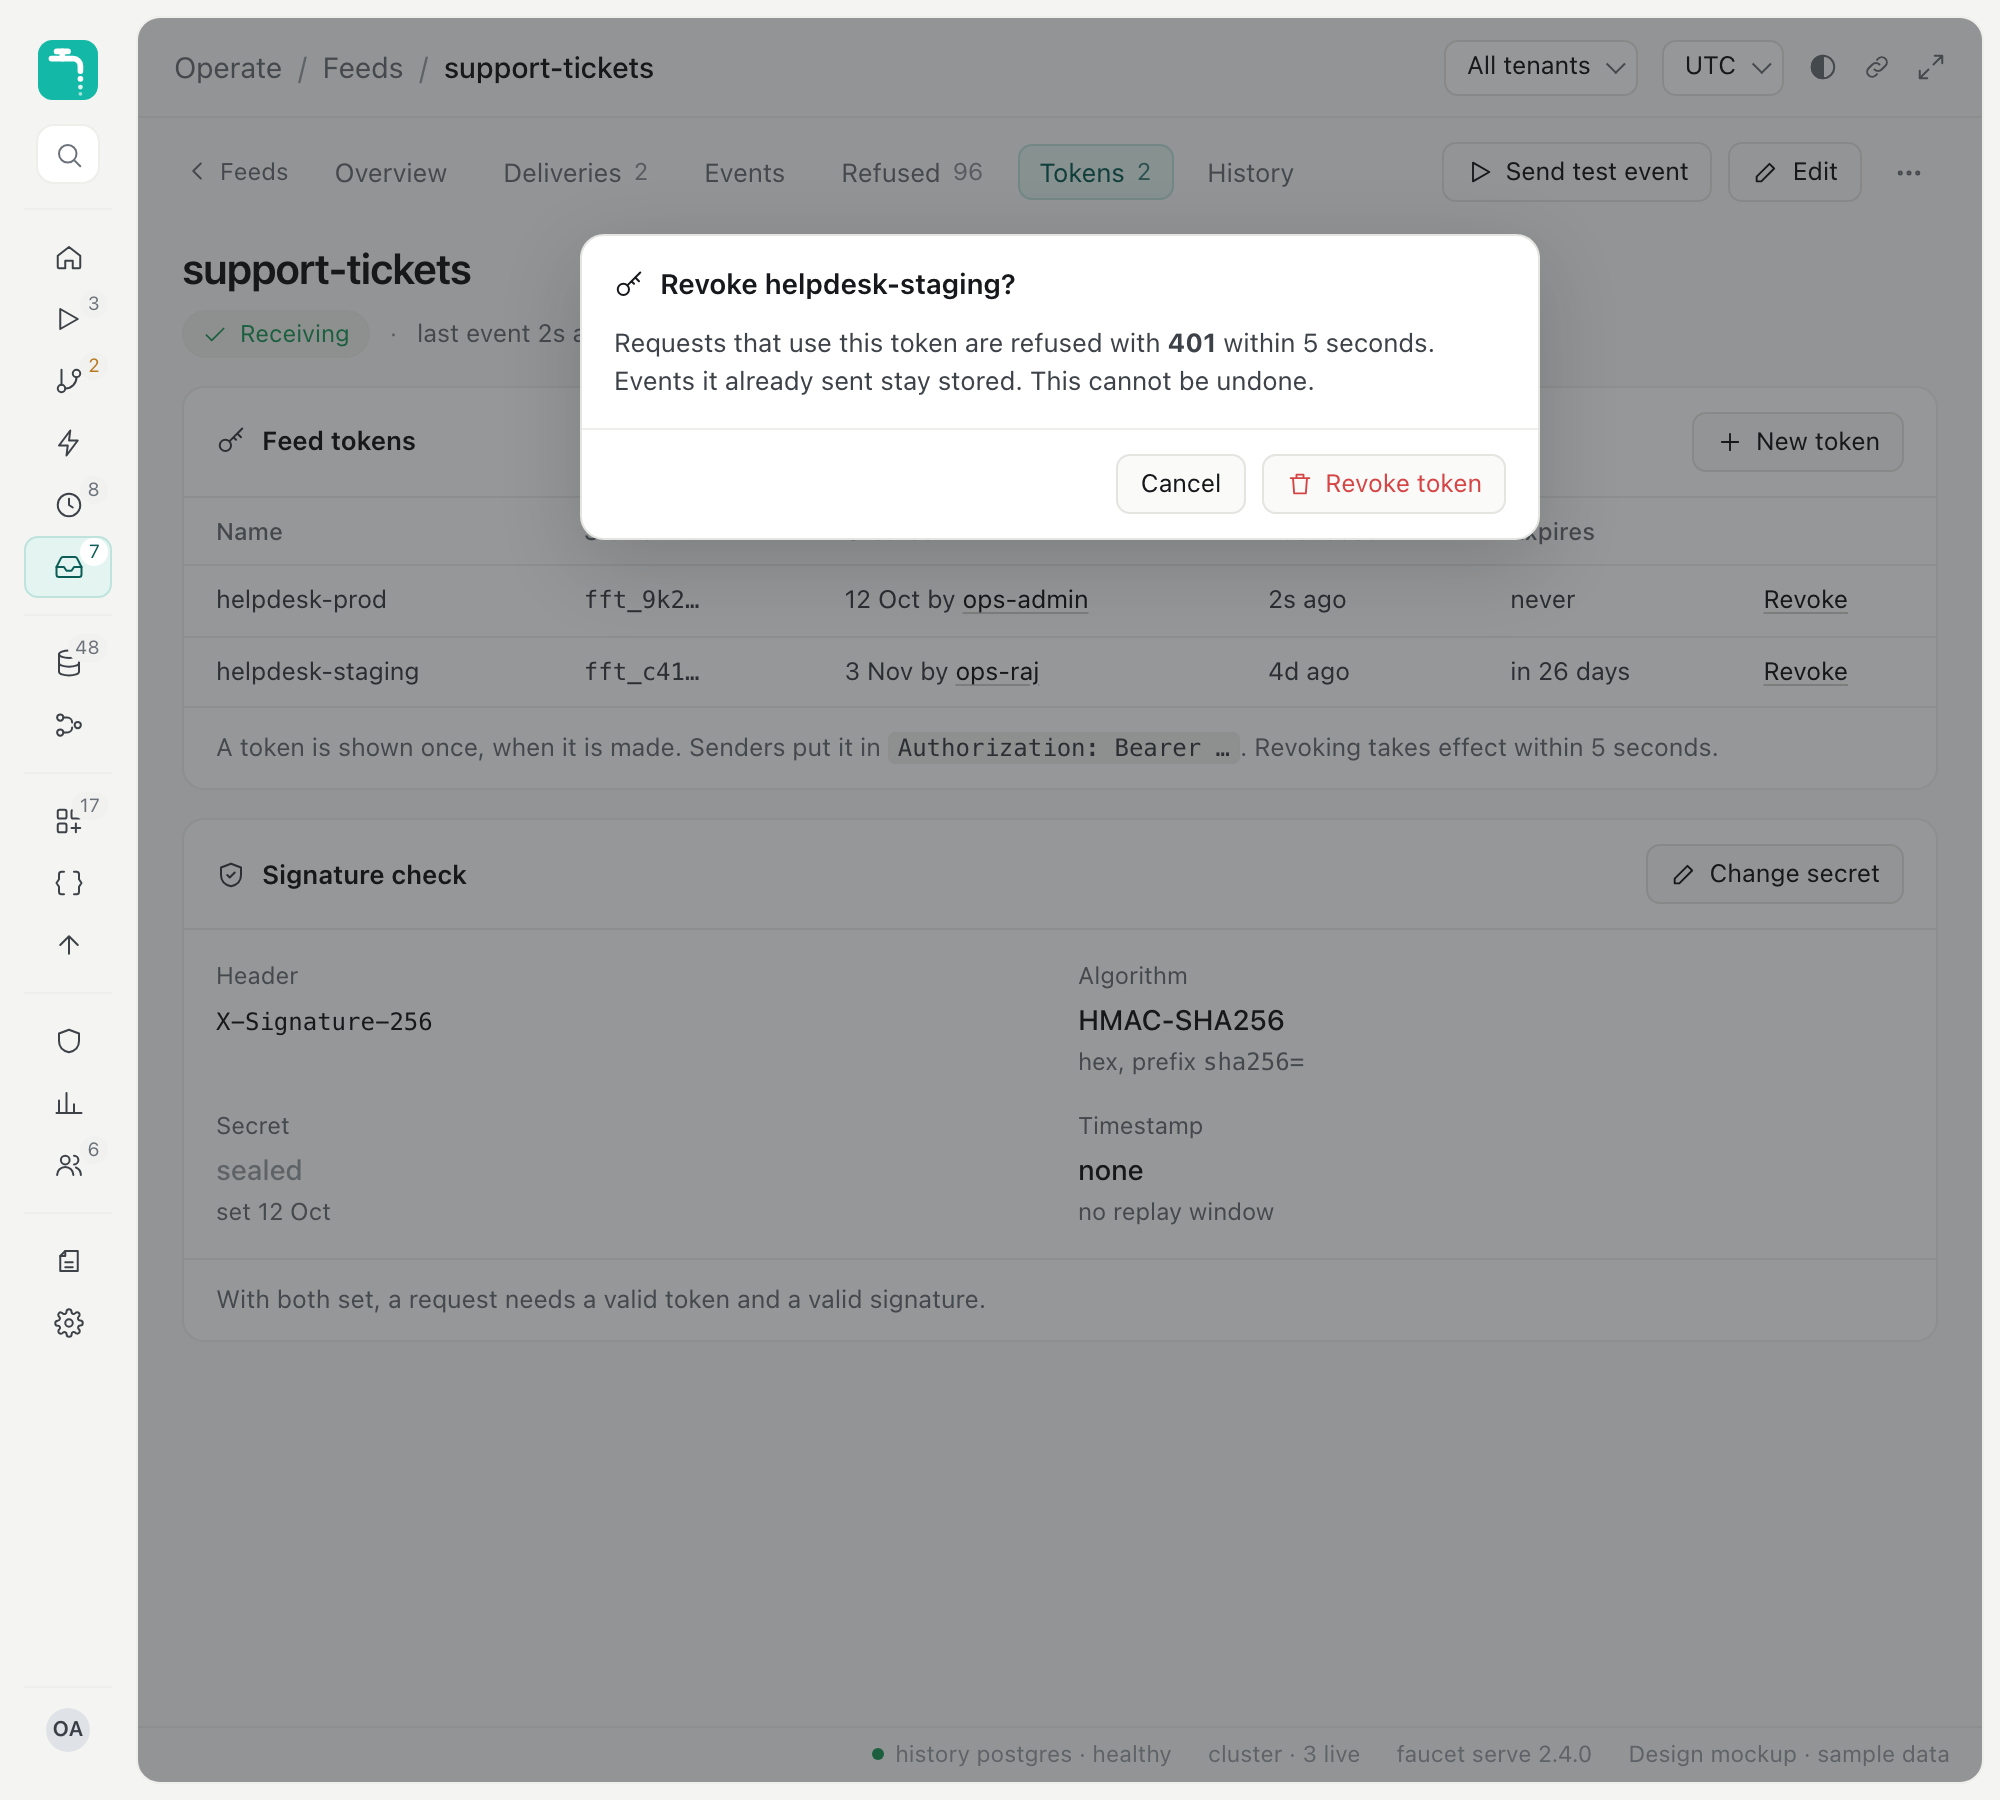 Operate / Feeds / support-tickets
All tenants
UTC
Feeds
Overview
Deliveries 2
Events
Refused 96
Tokens 2
History
Send test event
Edit
support-tickets
Receiving · last event 2s
Revoke helpdesk-staging?
Requests that use this token are refused with 401 within 5 seconds.
Events it already sent stay stored. This cannot be undone.
Cancel
Revoke token
Feed tokens
New token
Name
helpdesk-prod fft_9k2… 12 Oct by ops-admin 2s ago never Revoke
helpdesk-staging fft_c41… 3 Nov by ops-raj 4d ago in 26 days Revoke
A token is shown once, when it is made. Senders put it in Authorization: Bearer …. Revoking takes effect within 5 seconds.
Signature check
Change secret
Header
X-Signature-256
Algorithm
HMAC-SHA256
hex, prefix sha256=
Secret
sealed
set 12 Oct
Timestamp
none
no replay window
With both set, a request needs a valid token and a valid signature.
3
2
8
7
48
17
6
OA
history postgres · healthy
cluster · 3 live
faucet serve 2.4.0
Design mockup · sample data